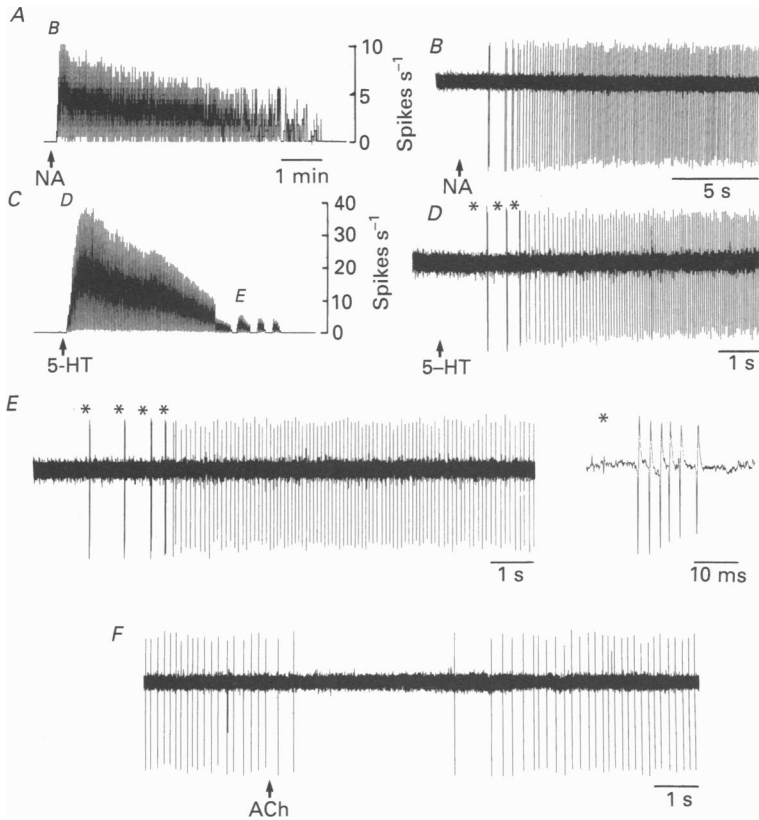 A
B
10
5
0
Spikes s⁻¹
NA
1 min
B
NA
5 s
C
D
40
30
20
10
0
Spikes s⁻¹
E
5-HT
D
* * *
5–HT
1 s
E
* * * *
1 s
*
10 ms
F
ACh
1 s